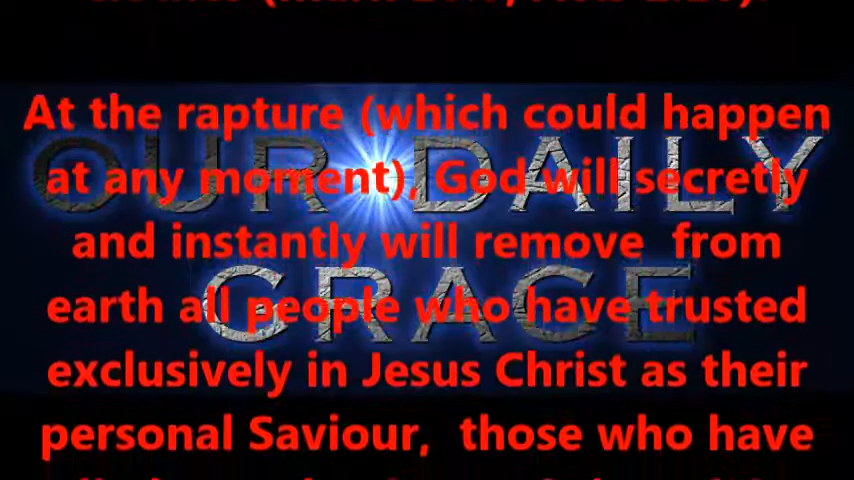 At the rapture (which could happen
at any moment), God will secretly
and instantly will remove  from
earth all people who have trusted
exclusively in Jesus Christ as their
personal Saviour,  those who have
OUR DAILY
GRACE